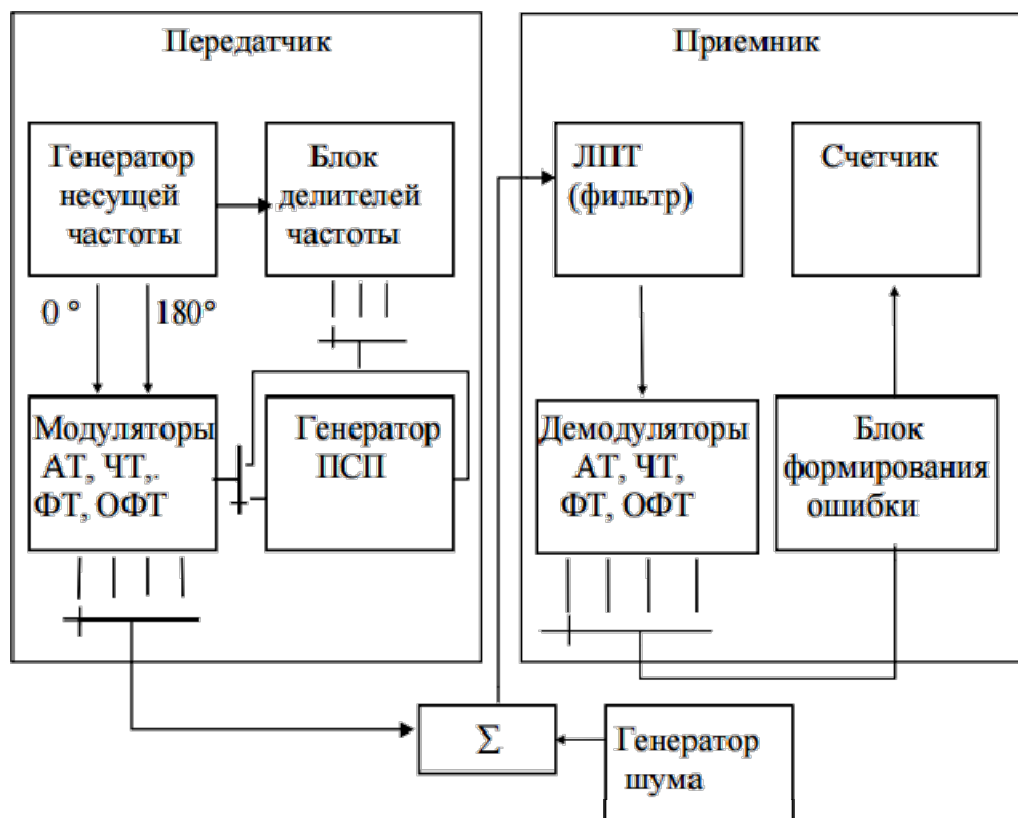 Передатчик
Генератор
несущей
частоты
Блок
делителей
частоты
0 °
180°
Модуляторы
АТ, ЧТ,.
ФТ, ОФТ
Генератор
ПСП
Приемник
ЛПТ
(фильтр)
Счетчик
Демодуляторы
АТ, ЧТ,
ФТ, ОФТ
Блок
формирования
ошибки
Σ
Генератор
шума